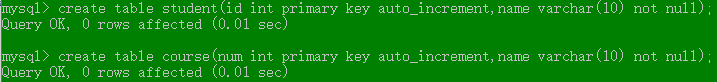 mysql> create table student(id int primary key auto_increment,name varchar(10) not null);
Query OK, 0 rows affected (0.01 sec)
mysql> create table course(num int primary key auto_increment,name varchar(10) not null);
Query OK, 0 rows affected (0.01 sec)